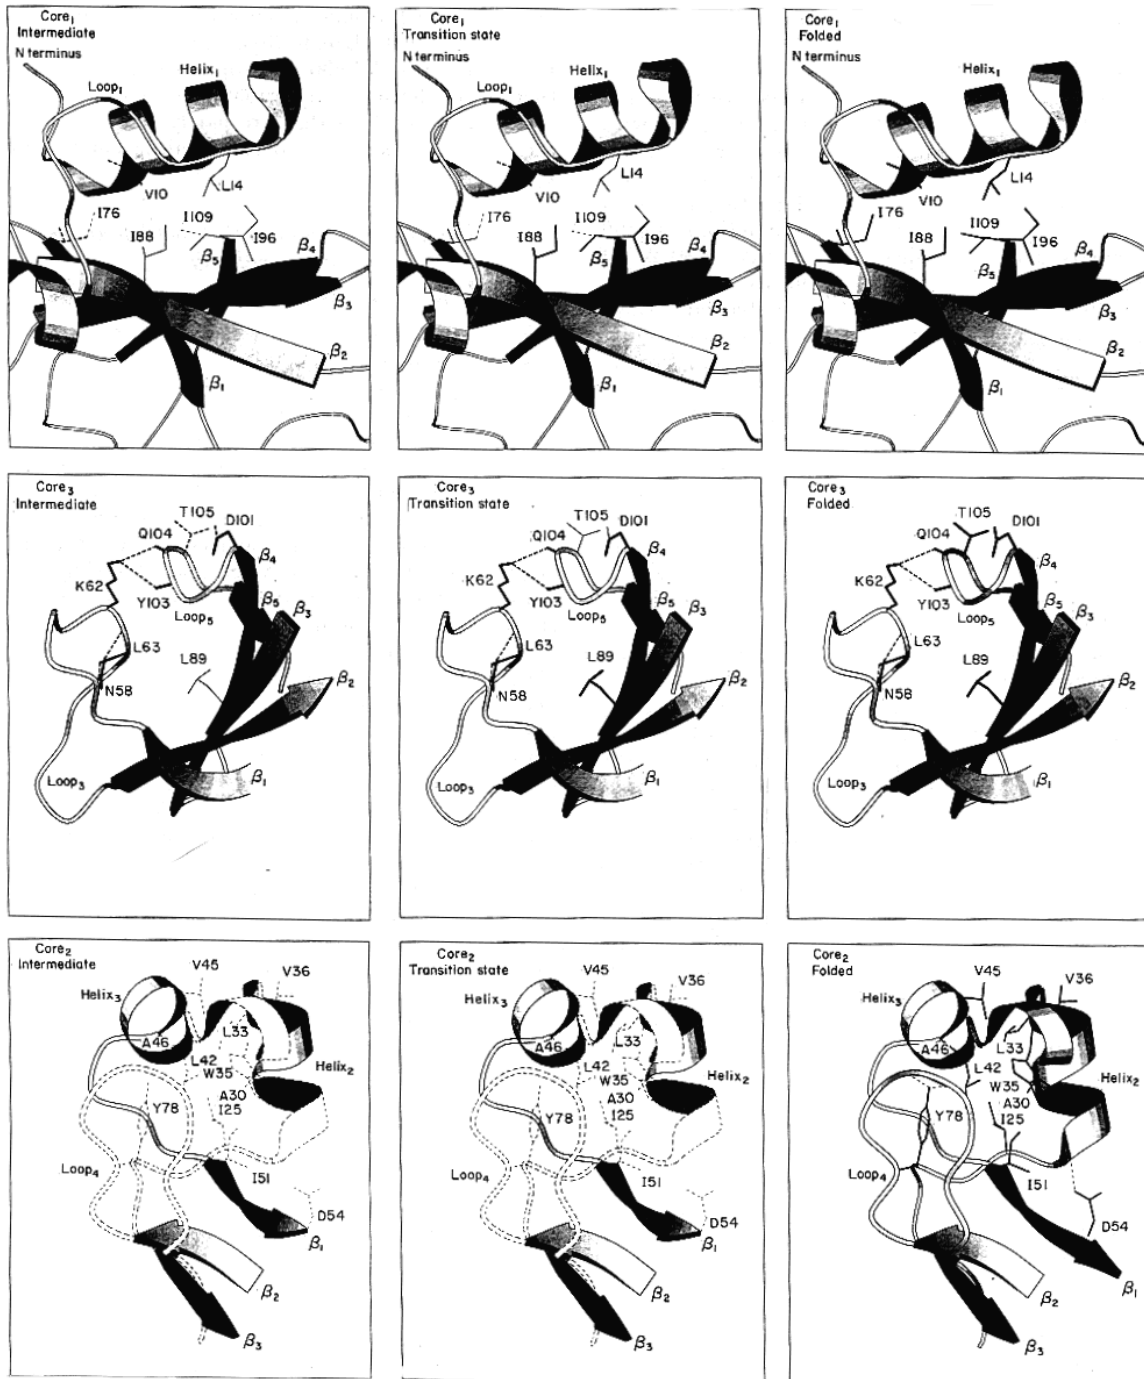 Core₁
Intermediate
N terminus
Loop₁
Helix₁
V10
L14
I76
I88
I109
I96
β₅
β₄
β₃
β₂
β₁
Core₁
Transition state
N terminus
Loop₁
Helix₁
V10
L14
I76
I88
I109
I96
β₅
β₄
β₃
β₂
β₁
Core₁
Folded
N terminus
Helix₁
V10
L14
I76
I88
I109
I96
β₅
β₄
β₃
β₂
β₁
Core₃
Intermediate
T105
D101
Q104
β₄
K62
Y103
Loop₅
β₅
β₃
L63
L89
N58
β₂
Loop₃
β₁
Core₃
Transition state
T105
D101
Q104
β₄
K62
Y103
Loop₅
β₅
β₃
L63
L89
N58
β₂
Loop₃
β₁
Core₃
Folded
T105
D101
Q104
β₄
K62
Y103
Loop₅
β₅
β₃
L63
L89
N58
β₂
Loop₃
β₁
Core₂
Intermediate
V45
V36
Helix₃
L33
A46
L42
W35
Helix₂
A30
Y78
I25
Loop₄
I51
D54
β₁
β₂
β₃
Core₂
Transition state
V45
V36
Helix₃
L33
A46
L42
W35
Helix₂
A30
Y78
I25
Loop₄
I51
D54
β₁
β₂
β₃
Core₂
Folded
V45
V36
Helix₃
L33
A46
L42
W35
Helix₂
A30
Y78
I25
Loop₄
I51
D54
β₁
β₂
β₃